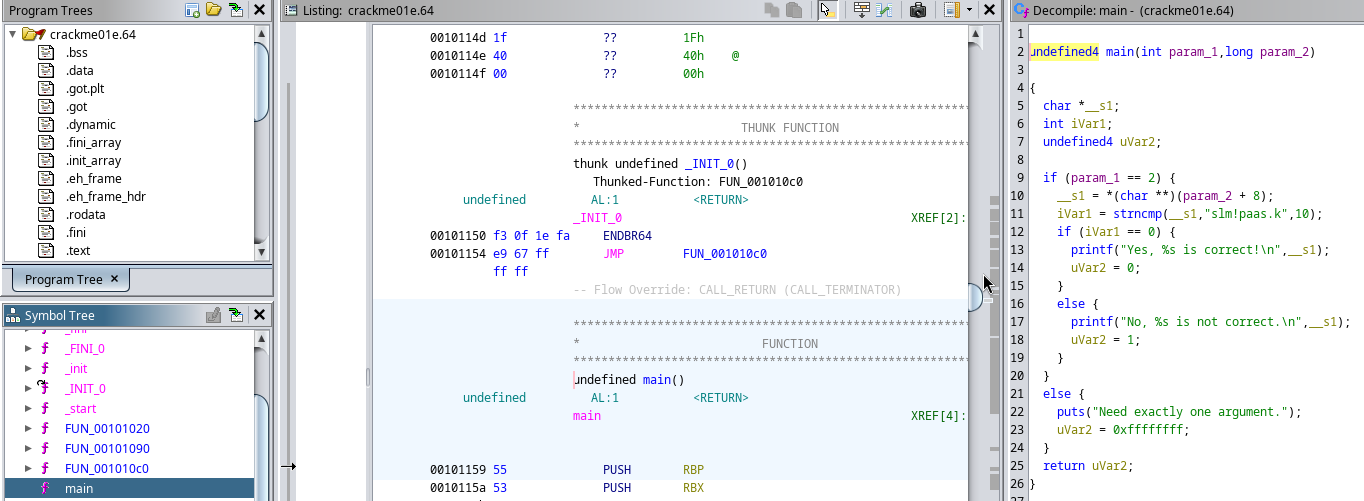 Program Trees
crackme01e.64
.bss
.data
.got.plt
.got
.dynamic
.fini_array
.init_array
.eh_frame
.eh_frame_hdr
.rodata
.fini
.text
Program Tree ×
Symbol Tree
_FINI_0
_init
_INIT_0
_start
FUN_00101020
FUN_00101090
FUN_001010c0
main
Listing: crackme01e.64
0010114d 1f ?? 1Fh
0010114e 40 ?? 40h @
0010114f 00 ?? 00h
*********************************************************
* THUNK FUNCTION
*********************************************************
thunk undefined _INIT_0()
Thunked-Function: FUN_001010c0
undefined AL:1 <RETURN>
_INIT_0 XREF[2]:
00101150 f3 0f 1e fa ENDBR64
00101154 e9 67 ff JMP FUN_001010c0
ff ff
-- Flow Override: CALL_RETURN (CALL_TERMINATOR)
*********************************************************
* FUNCTION
*********************************************************
undefined main()
undefined AL:1 <RETURN>
main XREF[4]:
00101159 55 PUSH RBP
0010115a 53 PUSH RBX
Decompile: main - (crackme01e.64)
1
2 undefined4 main(int param_1,long param_2)
3
4 {
5 char *__s1;
6 int iVar1;
7 undefined4 uVar2;
8
9 if (param_1 == 2) {
10 __s1 = *(char **)(param_2 + 8);
11 iVar1 = strncmp(__s1,"slm!paas.k",10);
12 if (iVar1 == 0) {
13 printf("Yes, %s is correct!\n",__s1);
14 uVar2 = 0;
15 }
16 else {
17 printf("No, %s is not correct.\n",__s1);
18 uVar2 = 1;
19 }
20 }
21 else {
22 puts("Need exactly one argument.");
23 uVar2 = 0xffffffff;
24 }
25 return uVar2;
26 }